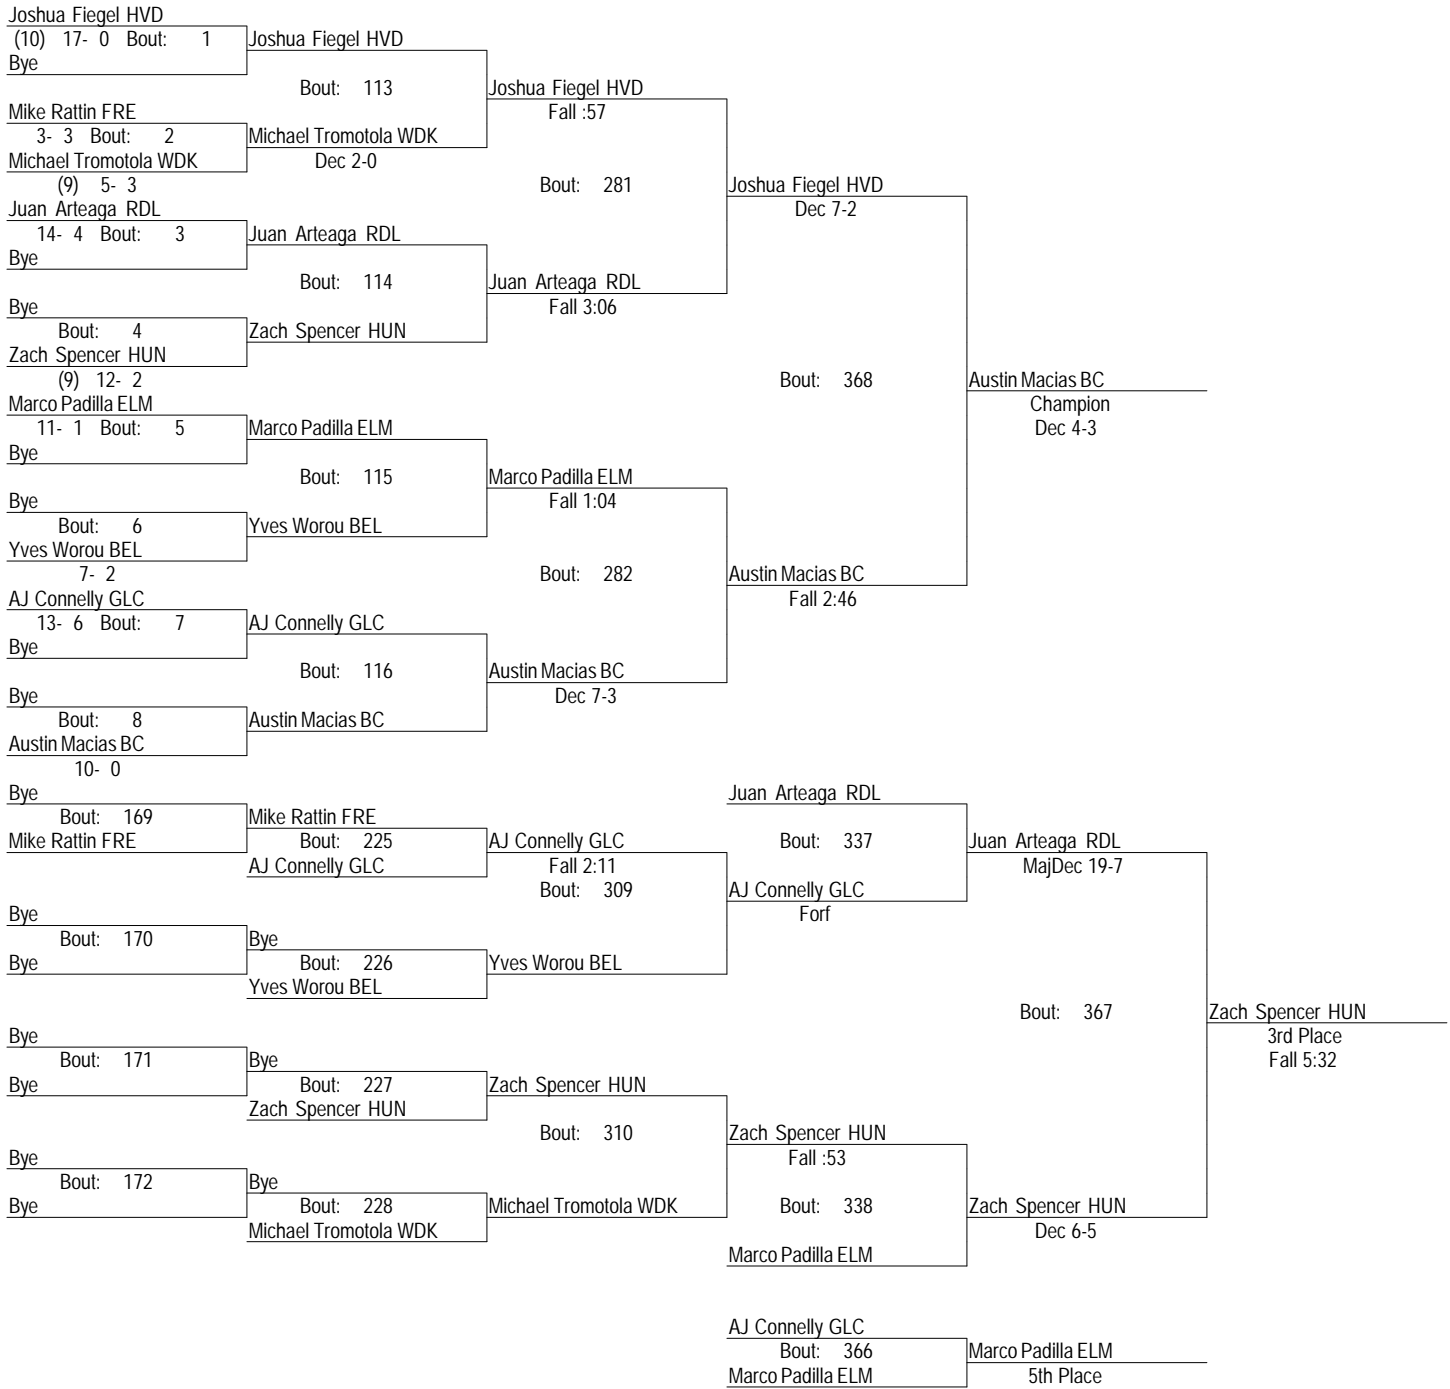 Joshua Fiegel HVD
(10) 17- 0 Bout: 1 Joshua Fiegel HVD
Bye
Bout: 113 Joshua Fiegel HVD
Mike Rattin FRE Fall :57
3- 3 Bout: 2 Michael Tromotola WDK
Michael Tromotola WDK Dec 2-0
(9) 5- 3 Bout: 281 Joshua Fiegel HVD
Juan Arteaga RDL Dec 7-2
14- 4 Bout: 3 Juan Arteaga RDL
Bye
Bout: 114 Juan Arteaga RDL
Bye Fall 3:06
Bout: 4 Zach Spencer HUN
Zach Spencer HUN
(9) 12- 2 Bout: 368 Austin Macias BC
Marco Padilla ELM Champion
11- 1 Bout: 5 Marco Padilla ELM Dec 4-3
Bye
Bout: 115 Marco Padilla ELM
Bye Fall 1:04
Bout: 6 Yves Worou BEL
Yves Worou BEL
7- 2 Bout: 282 Austin Macias BC
AJ Connelly GLC Fall 2:46
13- 6 Bout: 7 AJ Connelly GLC
Bye
Bout: 116 Austin Macias BC
Bye Dec 7-3
Bout: 8 Austin Macias BC
Austin Macias BC
10- 0
Bye Juan Arteaga RDL
Bout: 169 Mike Rattin FRE
Mike Rattin FRE Bout: 225 AJ Connelly GLC Bout: 337 Juan Arteaga RDL
AJ Connelly GLC Fall 2:11 MajDec 19-7
Bout: 309 AJ Connelly GLC
Bye Forf
Bout: 170 Bye
Bye Bout: 226 Yves Worou BEL
Yves Worou BEL
Bout: 367 Zach Spencer HUN
Bye 3rd Place
Bout: 171 Bye Fall 5:32
Bye Bout: 227 Zach Spencer HUN
Zach Spencer HUN
Bout: 310 Zach Spencer HUN
Bye Fall :53
Bout: 172 Bye
Bye Bout: 228 Michael Tromotola WDK Bout: 338 Zach Spencer HUN
Michael Tromotola WDK Dec 6-5
Marco Padilla ELM
AJ Connelly GLC
Bout: 366 Marco Padilla ELM
Marco Padilla ELM 5th Place